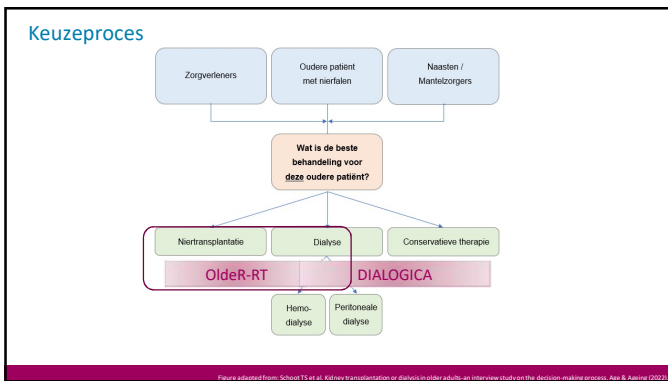 Keuzeproces
Zorgverleners
Oudere patiënt
met nierfalen
Naasten /
Mantelzorgers
Wat is de beste
behandeling voor
deze oudere patiënt?
Niertransplantatie
Dialyse
Conservatieve therapie
OldeR-RT
DIALOGICA
Hemo-
dialyse
Peritoneale
dialyse
Figure adapted from: Schoot TS et al. Kidney transplantation or dialysis in older adults-an interview study on the decision-making process. Age & Ageing (2022)